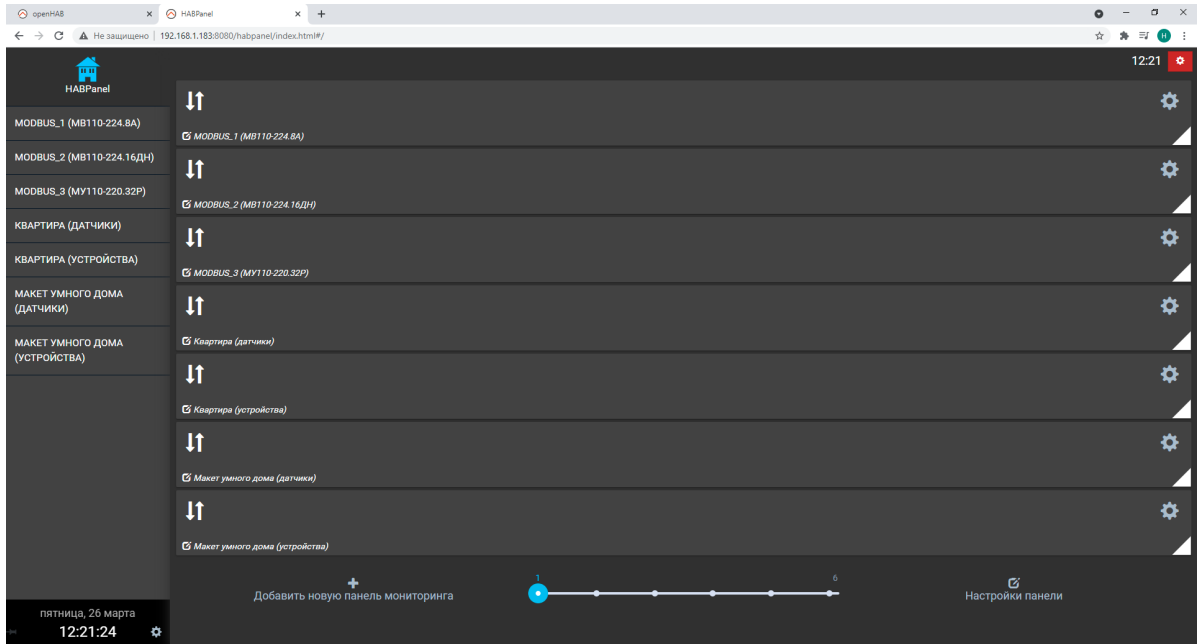 openHAB
HABPanel
Не защищено
192.168.1.183:8080/habpanel/index.html#/
H
HABPanel
12:21
MODBUS_1 (МВ110-224.8А)
MODBUS_2 (МВ110-224.16ДН)
MODBUS_3 (МУ110-220.32Р)
КВАРТИРА (ДАТЧИКИ)
КВАРТИРА (УСТРОЙСТВА)
МАКЕТ УМНОГО ДОМА
(ДАТЧИКИ)
МАКЕТ УМНОГО ДОМА
(УСТРОЙСТВА)
MODBUS_1 (МВ110-224.8А)
MODBUS_2 (МВ110-224.16ДН)
MODBUS_3 (МУ110-220.32Р)
Квартира (датчики)
Квартира (устройства)
Макет умного дома (датчики)
Макет умного дома (устройства)
Добавить новую панель мониторинга
1
6
Настройки панели
пятница, 26 марта
12:21:24